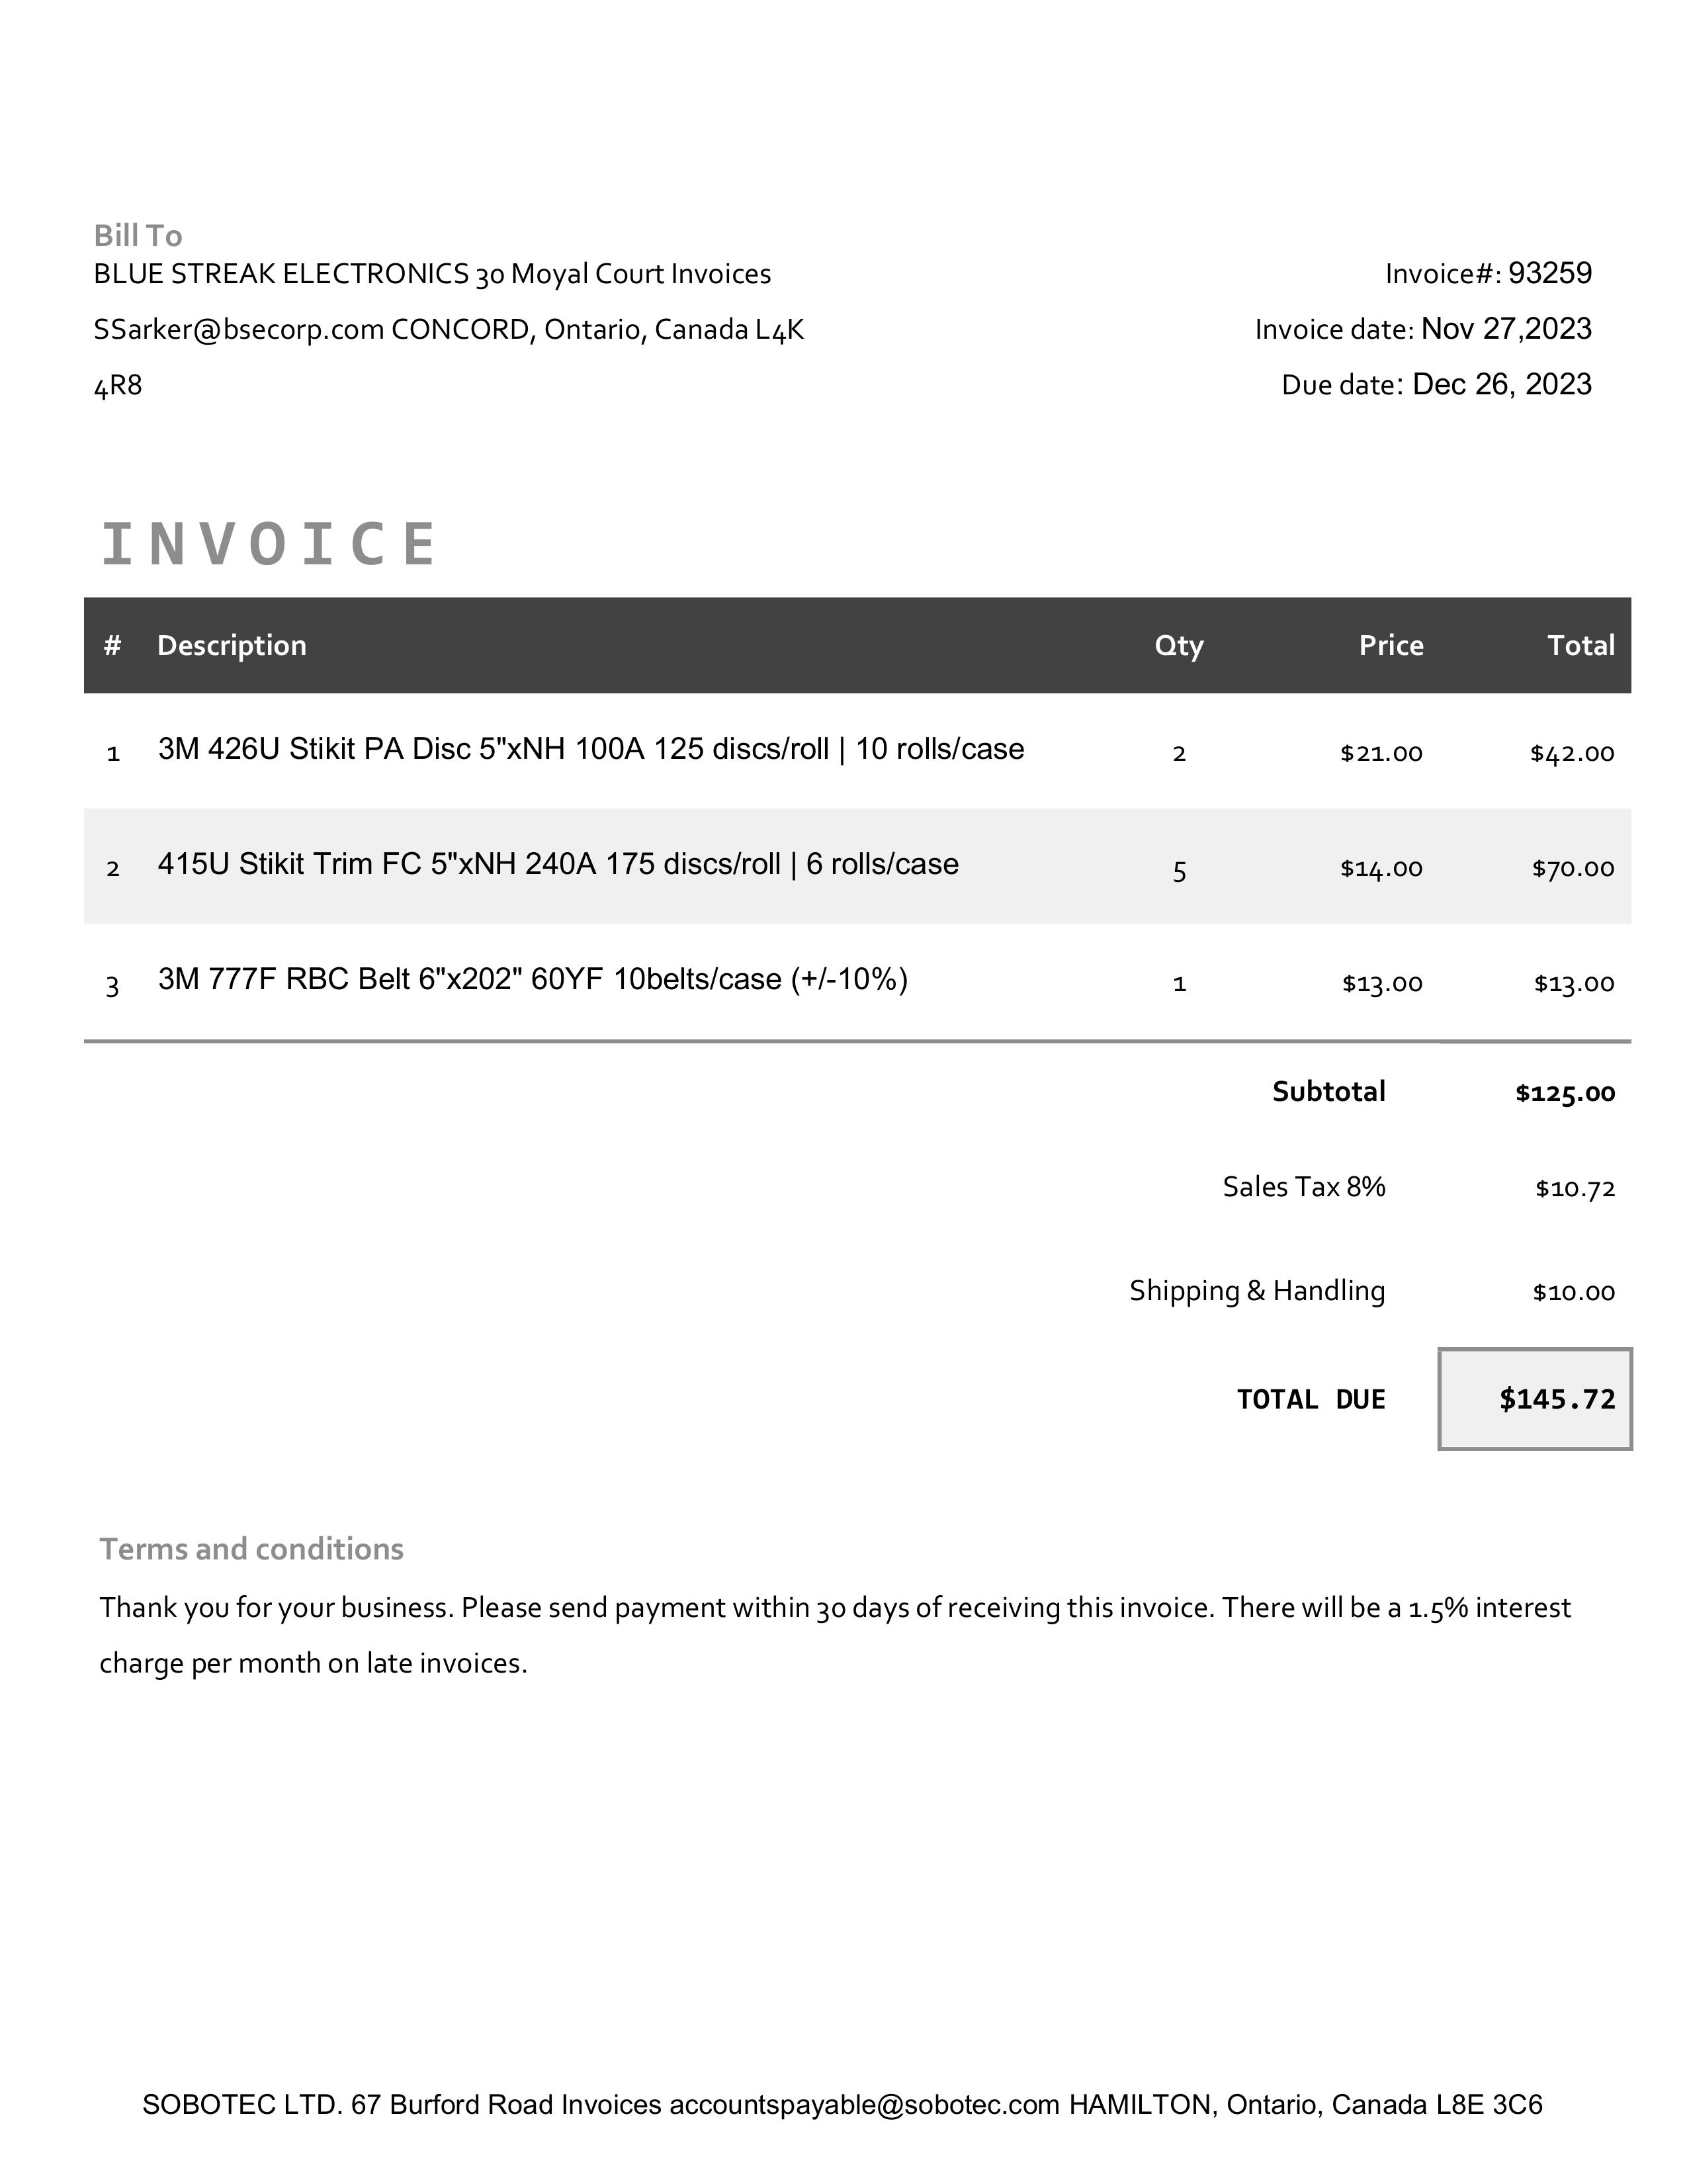 Bill To
BLUE STREAK ELECTRONICS 30 Moyal Court Invoices
SSarker@bsecorp.com CONCORD, Ontario, Canada L4K
4R8
Invoice#: 93259
Invoice date: Nov 27,2023
Due date: Dec 26, 2023
INVOICE
# Description Qty Price Total
1 3M 426U Stikit PA Disc 5"xNH 100A 125 discs/roll | 10 rolls/case 2 $21.00 $42.00
2 415U Stikit Trim FC 5"xNH 240A 175 discs/roll | 6 rolls/case 5 $14.00 $70.00
3 3M 777F RBC Belt 6"x202" 60YF 10belts/case (+/-10%) 1 $13.00 $13.00
Subtotal $125.00
Sales Tax 8% $10.72
Shipping & Handling $10.00
TOTAL DUE $145.72
Terms and conditions
Thank you for your business. Please send payment within 30 days of receiving this invoice. There will be a 1.5% interest
charge per month on late invoices.
SOBOTEC LTD. 67 Burford Road Invoices accountspayable@sobotec.com HAMILTON, Ontario, Canada L8E 3C6